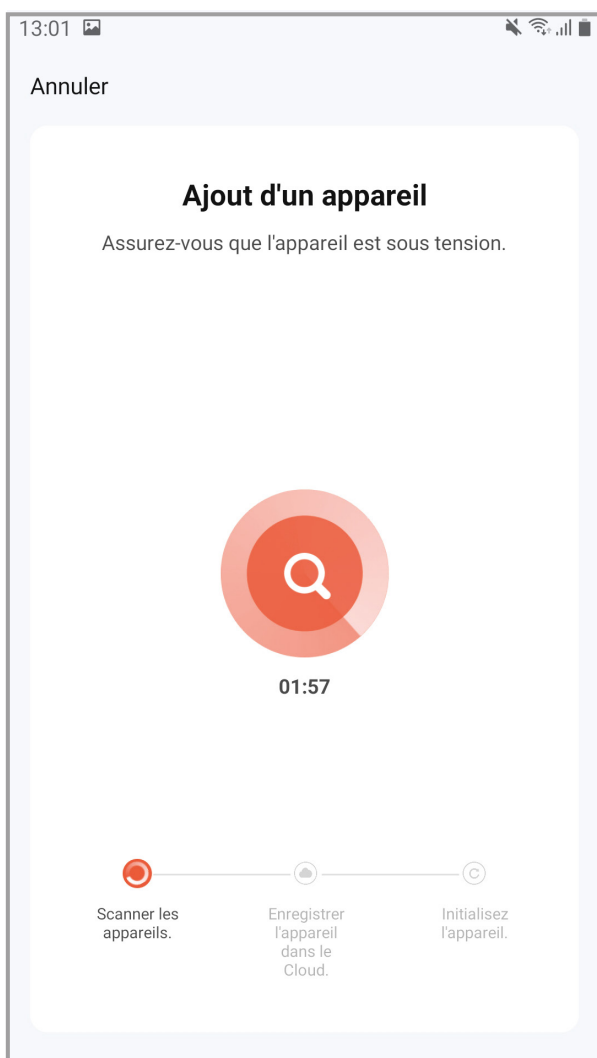 13:01
Annuler
Ajout d'un appareil
Assurez-vous que l'appareil est sous tension.
01:57
Scanner les
appareils.
Enregistrer
l'appareil
dans le
Cloud.
Initialisez
l'appareil.